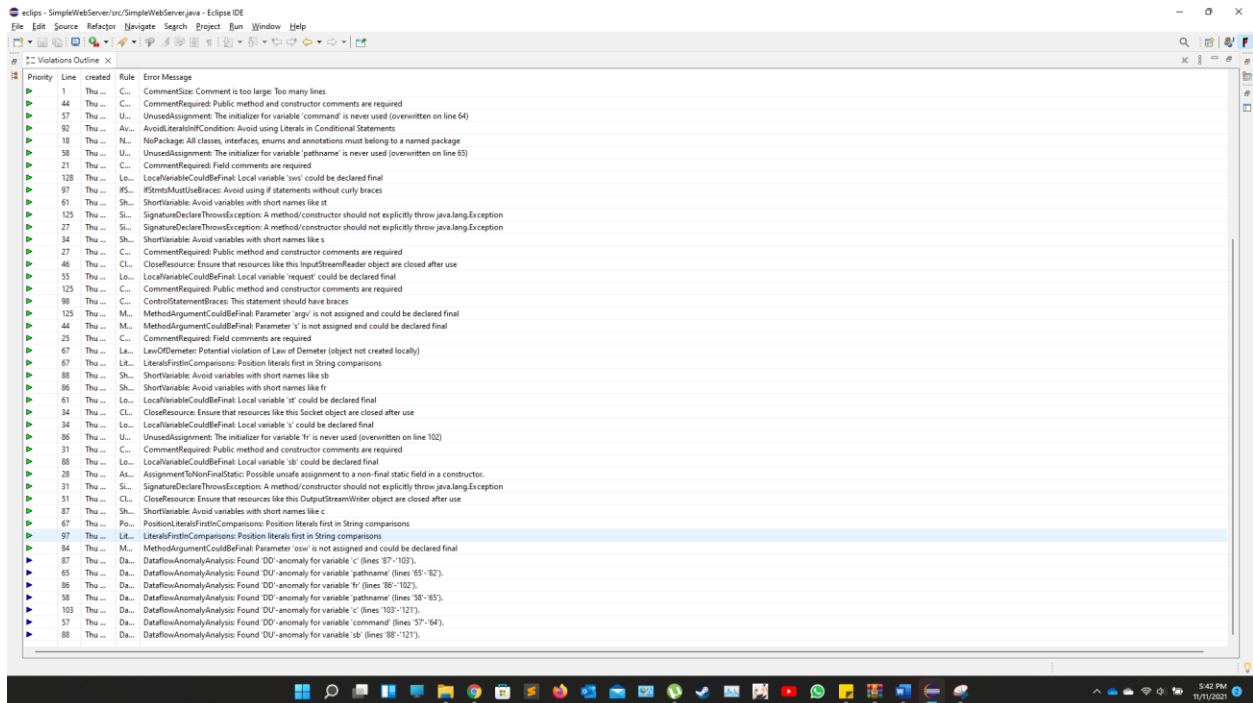 eclips - SimpleWebServer/src/SimpleWebServer.java - Eclipse IDE
File Edit Source Refactor Navigate Search Project Run Window Help
Violations Outline
Priority Line created Rule Error Message
1 Thu ... C... CommentSize: Comment is too large: Too many lines
44 Thu ... C... CommentRequired: Public method and constructor comments are required
57 Thu ... U... UnusedAssignment: The initializer for variable 'command' is never used (overwritten on line 64)
92 Thu ... Av... AvoidLiteralsInIfCondition: Avoid using Literals in Conditional Statements
18 Thu ... N... NoPackage: All classes, interfaces, enums and annotations must belong to a named package
58 Thu ... U... UnusedAssignment: The initializer for variable 'pathname' is never used (overwritten on line 65)
21 Thu ... C... CommentRequired: Field comments are required
128 Thu ... Lo... LocalVariableCouldBeFinal: Local variable 'sws' could be declared final
97 Thu ... IfS... IfStmtsMustUseBraces: Avoid using if statements without curly braces
61 Thu ... Sh... ShortVariable: Avoid variables with short names like st
125 Thu ... Si... SignatureDeclareThrowsException: A method/constructor should not explicitly throw java.lang.Exception
27 Thu ... Si... SignatureDeclareThrowsException: A method/constructor should not explicitly throw java.lang.Exception
34 Thu ... Sh... ShortVariable: Avoid variables with short names like s
27 Thu ... C... CommentRequired: Public method and constructor comments are required
46 Thu ... Cl... CloseResource: Ensure that resources like this InputStreamReader object are closed after use
55 Thu ... Lo... LocalVariableCouldBeFinal: Local variable 'request' could be declared final
125 Thu ... C... CommentRequired: Public method and constructor comments are required
98 Thu ... C... ControlStatementBraces: This statement should have braces
125 Thu ... M... MethodArgumentCouldBeFinal: Parameter 'argv' is not assigned and could be declared final
44 Thu ... M... MethodArgumentCouldBeFinal: Parameter 's' is not assigned and could be declared final
25 Thu ... C... CommentRequired: Field comments are required
67 Thu ... La... LawOfDemeter: Potential violation of Law of Demeter (object not created locally)
67 Thu ... Lit... LiteralsFirstInComparisons: Position literals first in String comparisons
88 Thu ... Sh... ShortVariable: Avoid variables with short names like sb
86 Thu ... Sh... ShortVariable: Avoid variables with short names like fr
61 Thu ... Lo... LocalVariableCouldBeFinal: Local variable 'st' could be declared final
34 Thu ... Cl... CloseResource: Ensure that resources like this Socket object are closed after use
34 Thu ... Lo... LocalVariableCouldBeFinal: Local variable 's' could be declared final
86 Thu ... U... UnusedAssignment: The initializer for variable 'fr' is never used (overwritten on line 102)
31 Thu ... C... CommentRequired: Public method and constructor comments are required
88 Thu ... Lo... LocalVariableCouldBeFinal: Local variable 'sb' could be declared final
28 Thu ... As... AssignmentToNonFinalStatic: Possible unsafe assignment to a non-final static field in a constructor.
31 Thu ... Si... SignatureDeclareThrowsException: A method/constructor should not explicitly throw java.lang.Exception
51 Thu ... Cl... CloseResource: Ensure that resources like this OutputStreamWriter object are closed after use
87 Thu ... Sh... ShortVariable: Avoid variables with short names like c
67 Thu ... Po... PositionLiteralsFirstInComparisons: Position literals first in String comparisons
97 Thu ... Lit... LiteralsFirstInComparisons: Position literals first in String comparisons
84 Thu ... M... MethodArgumentCouldBeFinal: Parameter 'osw' is not assigned and could be declared final
87 Thu ... Da... DataflowAnomalyAnalysis: Found 'DD'-anomaly for variable 'c' (lines '87'-'103').
65 Thu ... Da... DataflowAnomalyAnalysis: Found 'DU'-anomaly for variable 'pathname' (lines '65'-'82').
86 Thu ... Da... DataflowAnomalyAnalysis: Found 'DD'-anomaly for variable 'fr' (lines '86'-'102').
58 Thu ... Da... DataflowAnomalyAnalysis: Found 'DD'-anomaly for variable 'pathname' (lines '58'-'65').
103 Thu ... Da... DataflowAnomalyAnalysis: Found 'DU'-anomaly for variable 'c' (lines '103'-'121').
57 Thu ... Da... DataflowAnomalyAnalysis: Found 'DD'-anomaly for variable 'command' (lines '57'-'64').
88 Thu ... Da... DataflowAnomalyAnalysis: Found 'DU'-anomaly for variable 'sb' (lines '88'-'121').
5:42 PM
11/11/2021